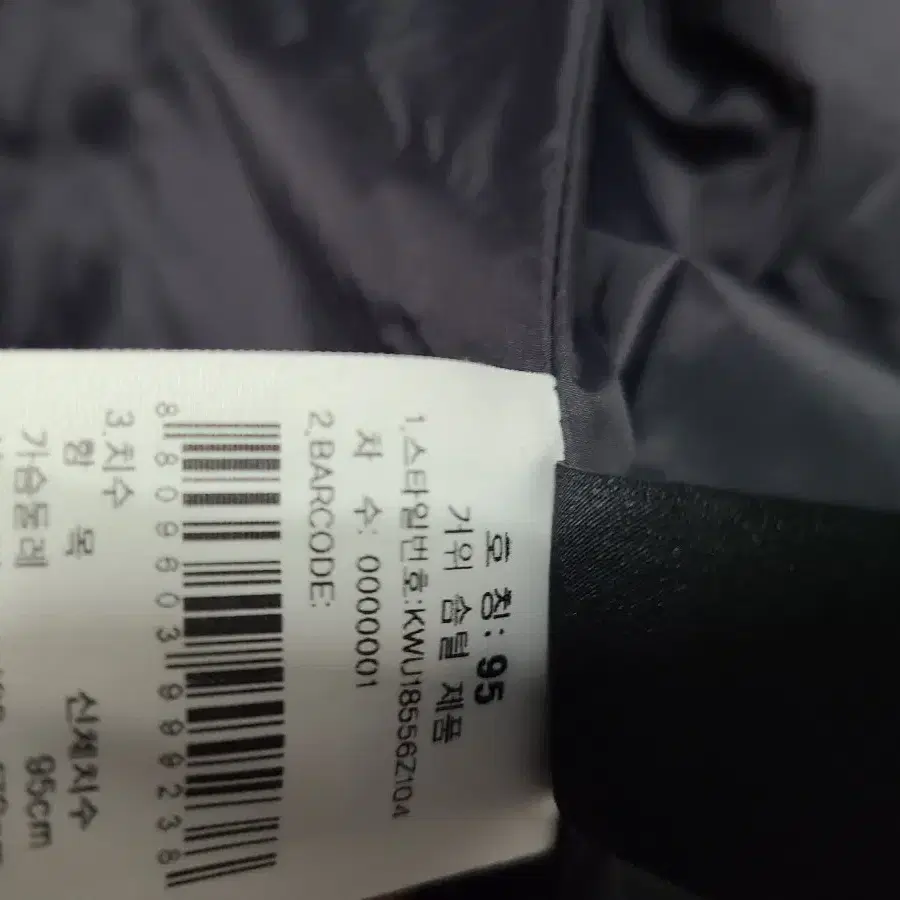 호 칭: 95
거위 솜털 제품
1.스타일번호:KWU18556Z104
차 수: 0000001
2.BARCODE:
8809603999238
3.치수
항 목 신체치수
가슴둘레 95cm